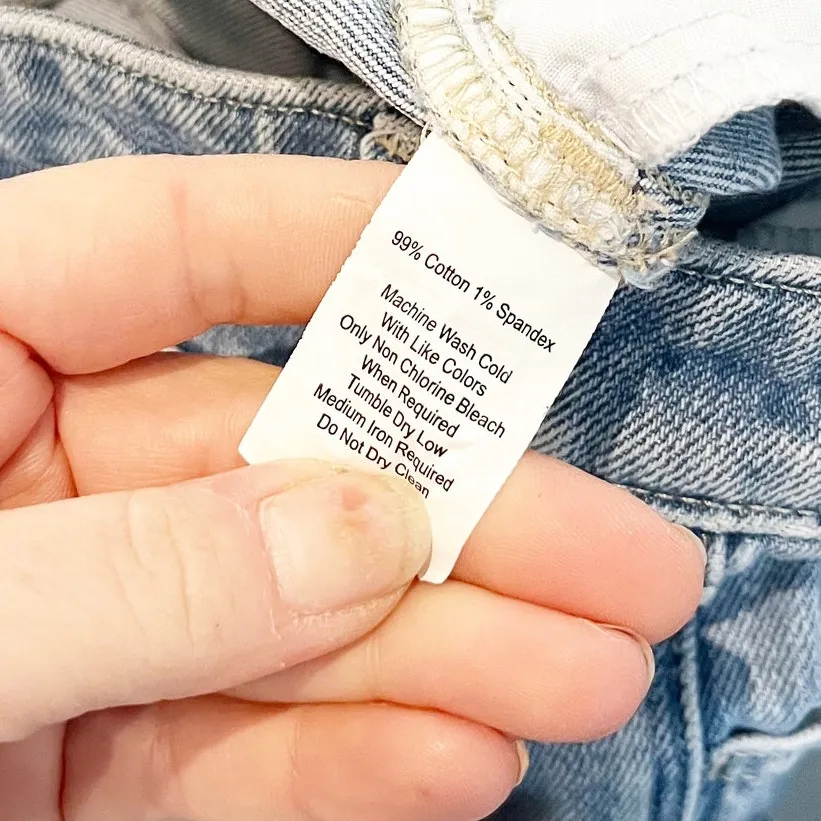 99% Cotton 1% Spandex
Machine Wash Cold
With Like Colors
Only Non Chlorine Bleach
When Required
Tumble Dry Low
Medium Iron Required
Do Not Dry Clean